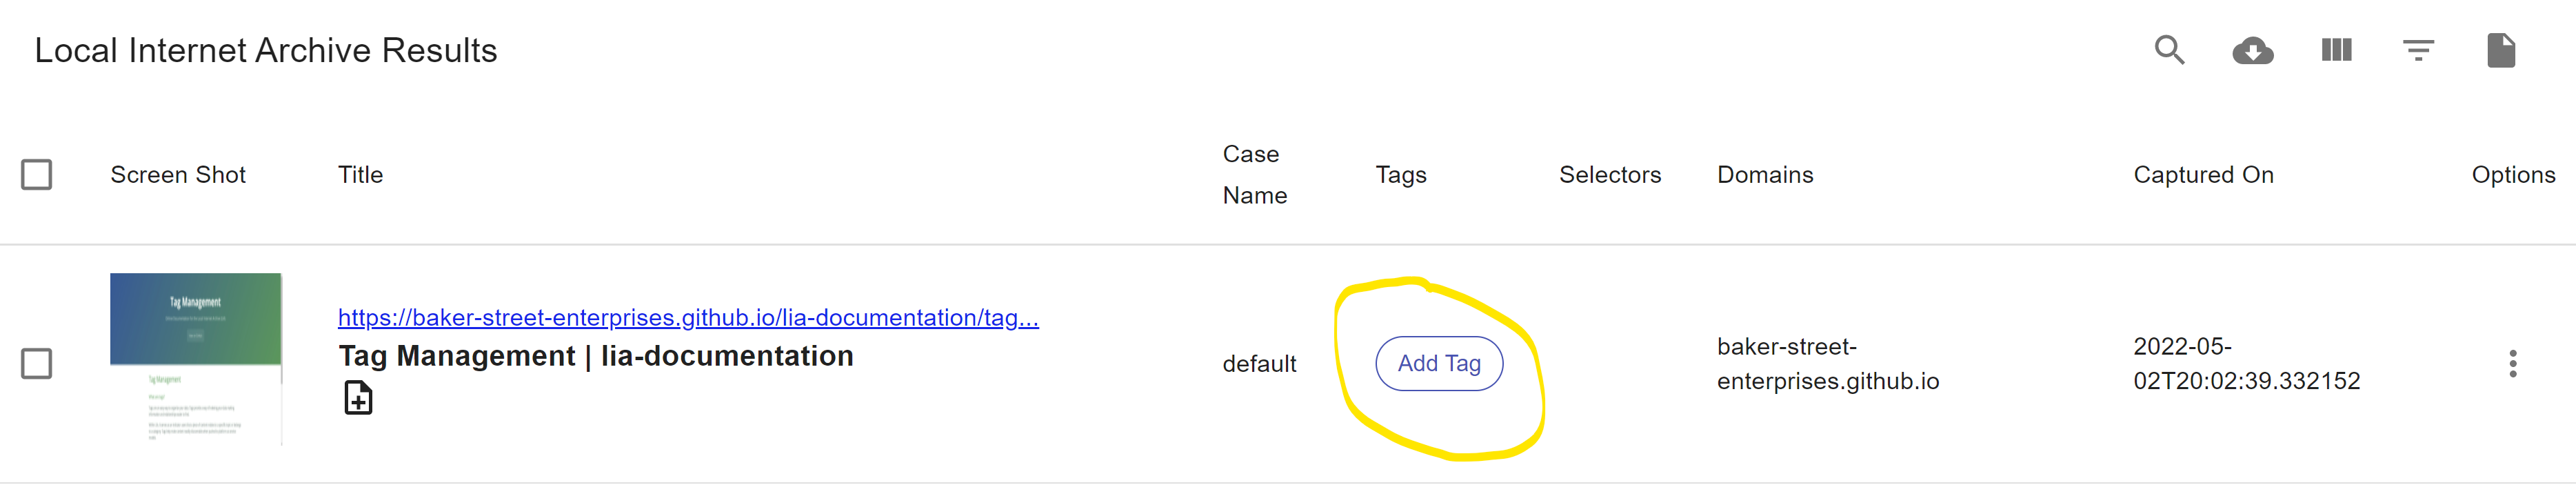 Local Internet Archive Results
Screen Shot
Title
Case
Name
Tags
Selectors
Domains
Captured On
Options
Tag Management
Tag Management
https://baker-street-enterprises.github.io/lia-documentation/tag...
Tag Management | lia-documentation
default
Add Tag
baker-street-
enterprises.github.io
2022-05-
02T20:02:39.332152